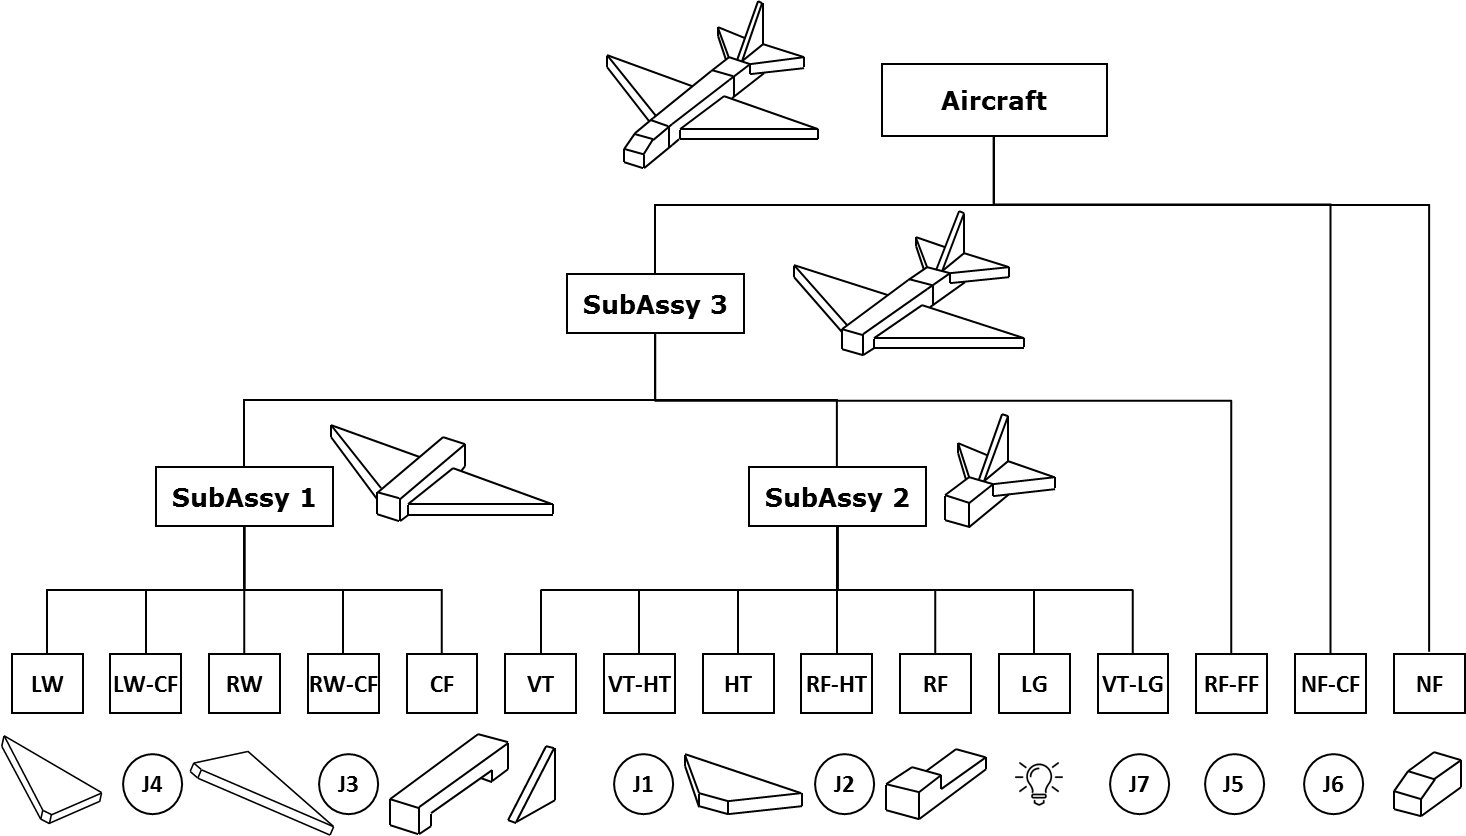 Aircraft
SubAssy 3
SubAssy 1
SubAssy 2
LW
LW-CF
RW
RW-CF
CF
VT
VT-HT
HT
RF-HT
RF
LG
VT-LG
RF-FF
NF-CF
NF
J4
J3
J1
J2
J7
J5
J6